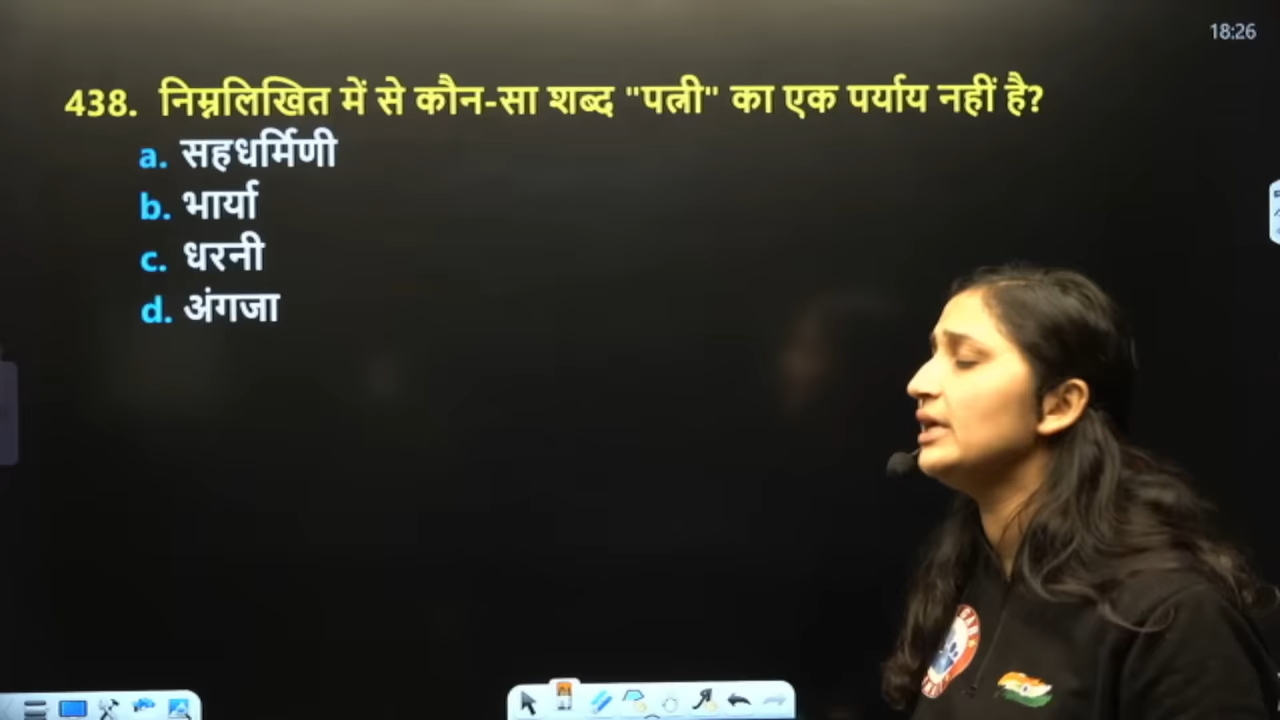 18:26
438. निम्नलिखित में से कौन-सा शब्द "पत्नी" का एक पर्याय नहीं है?
a. सहधर्मिणी
b. भार्या
c. धरनी
d. अंगजा